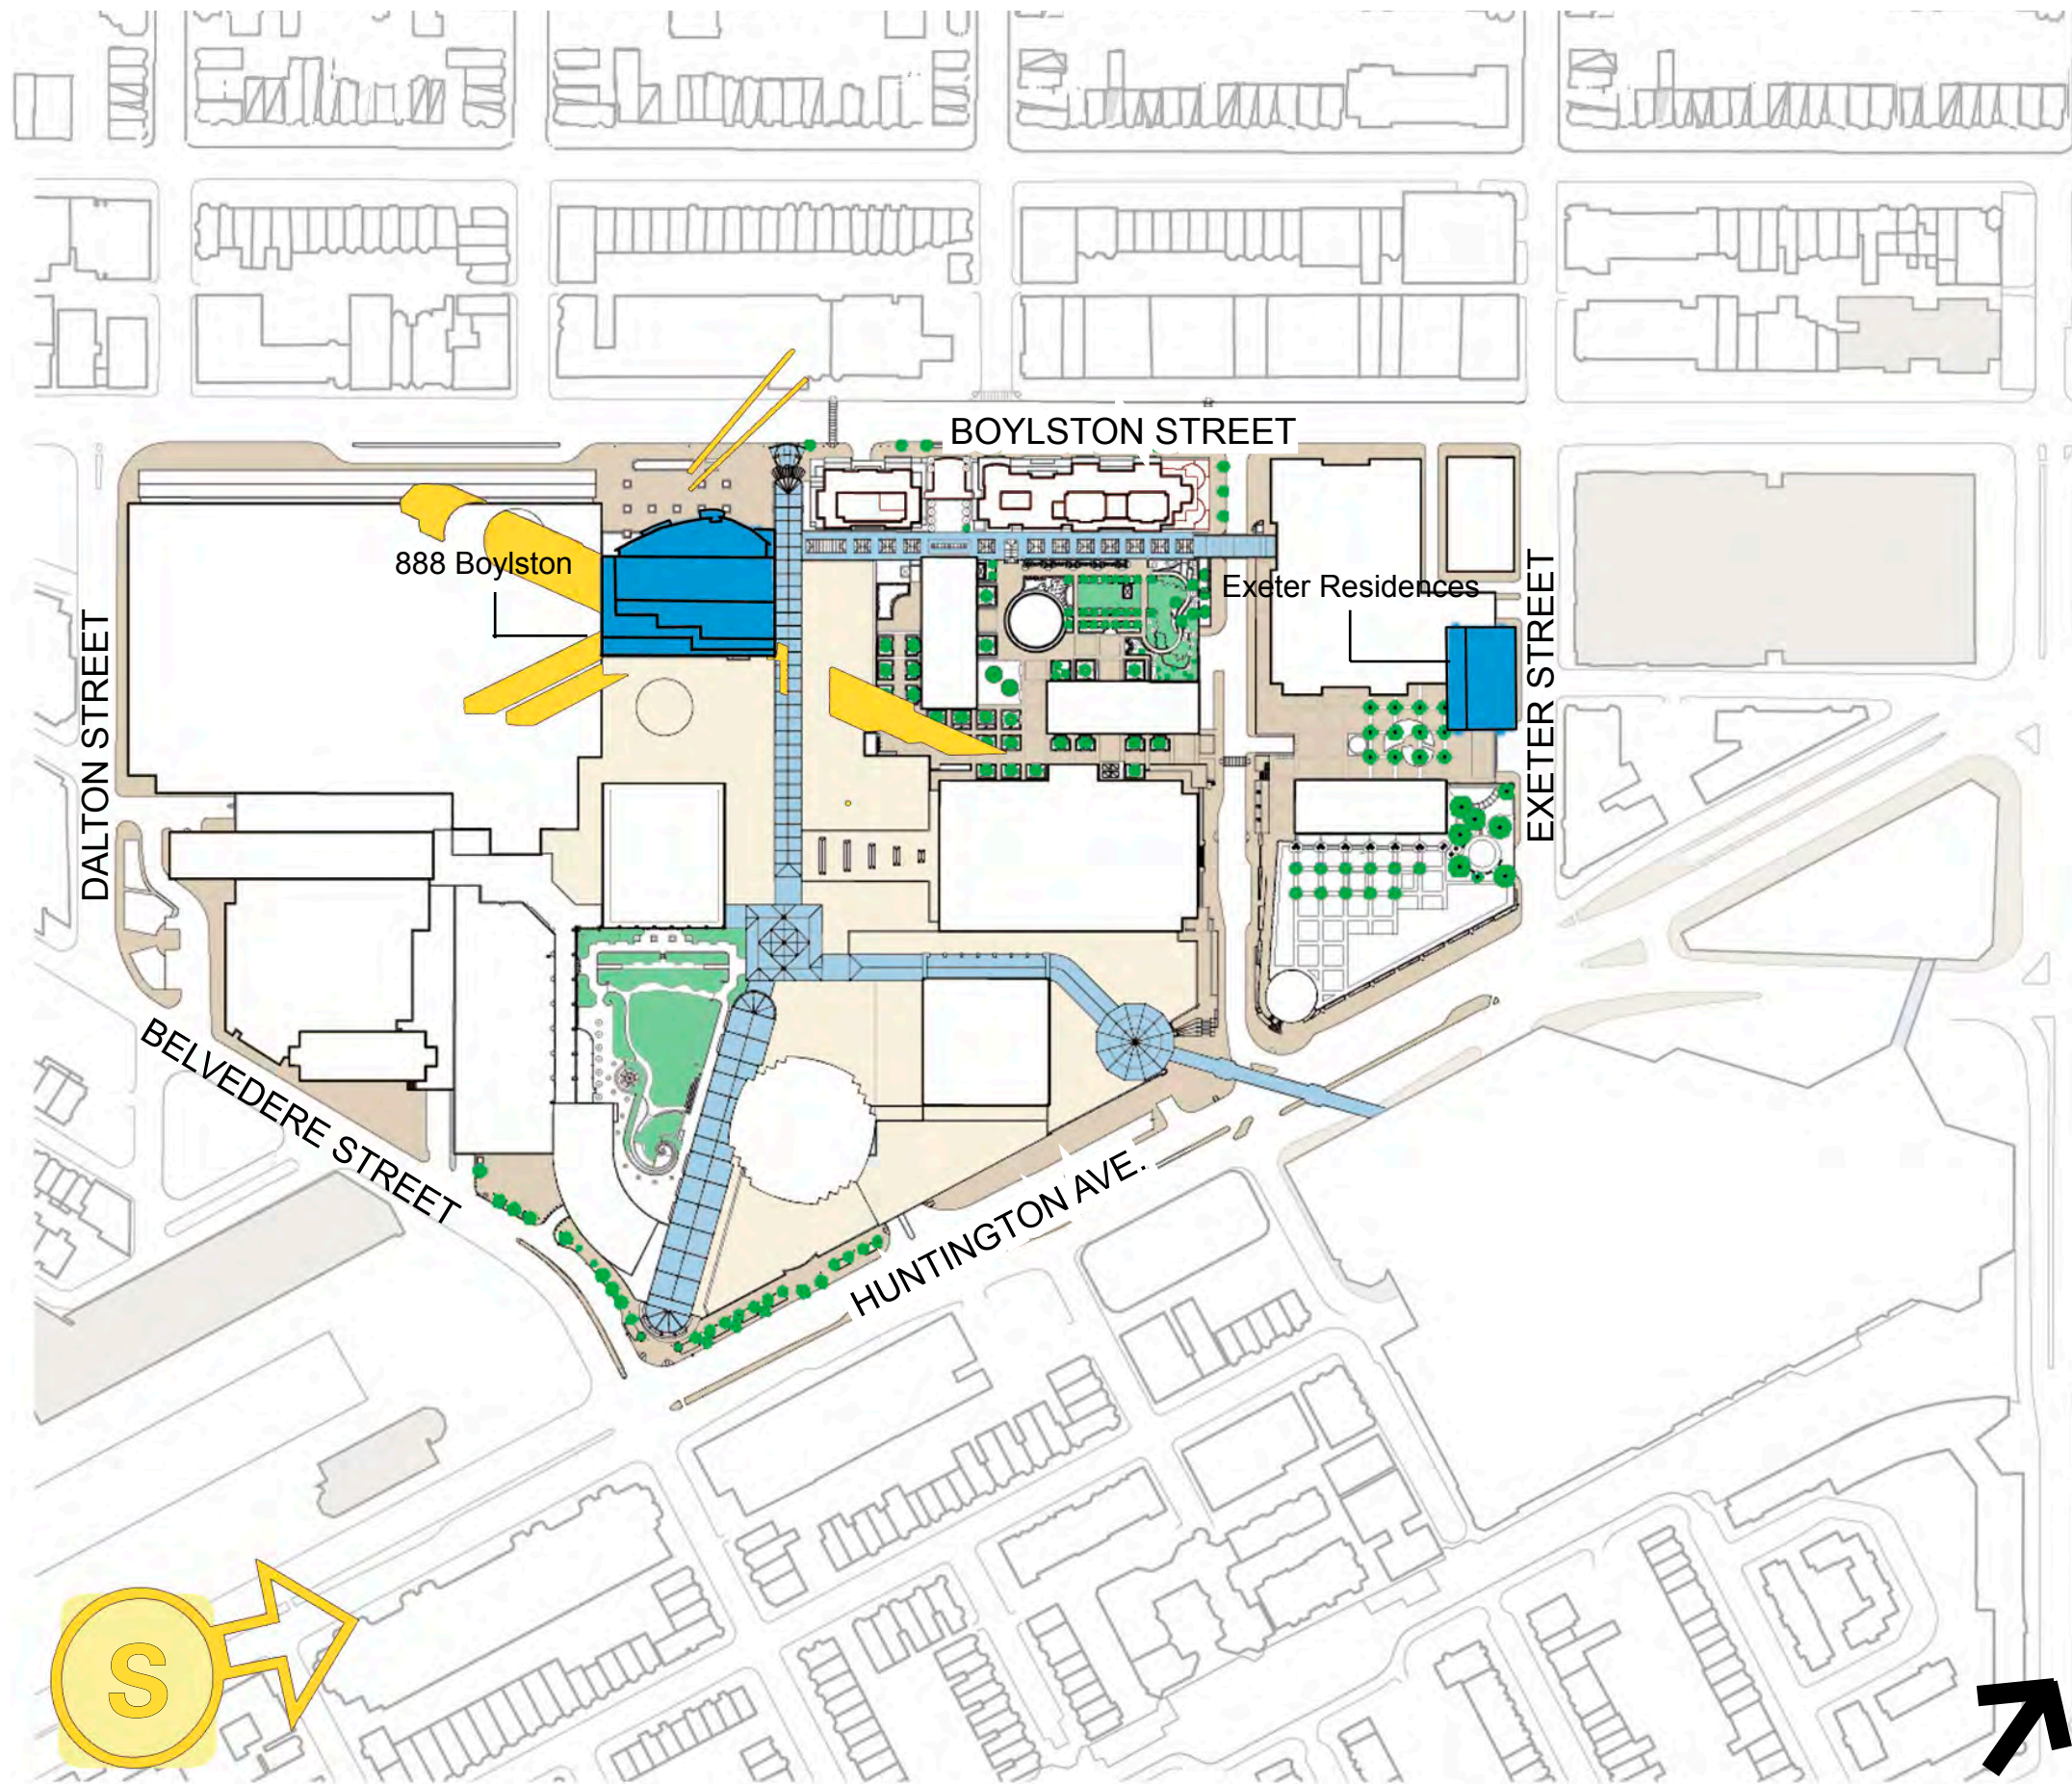 BOYLSTON STREET
888 Boylston
Exeter Residences
EXETER STREET
DALTON STREET
BELVEDERE STREET
HUNTINGTON AVE.
S